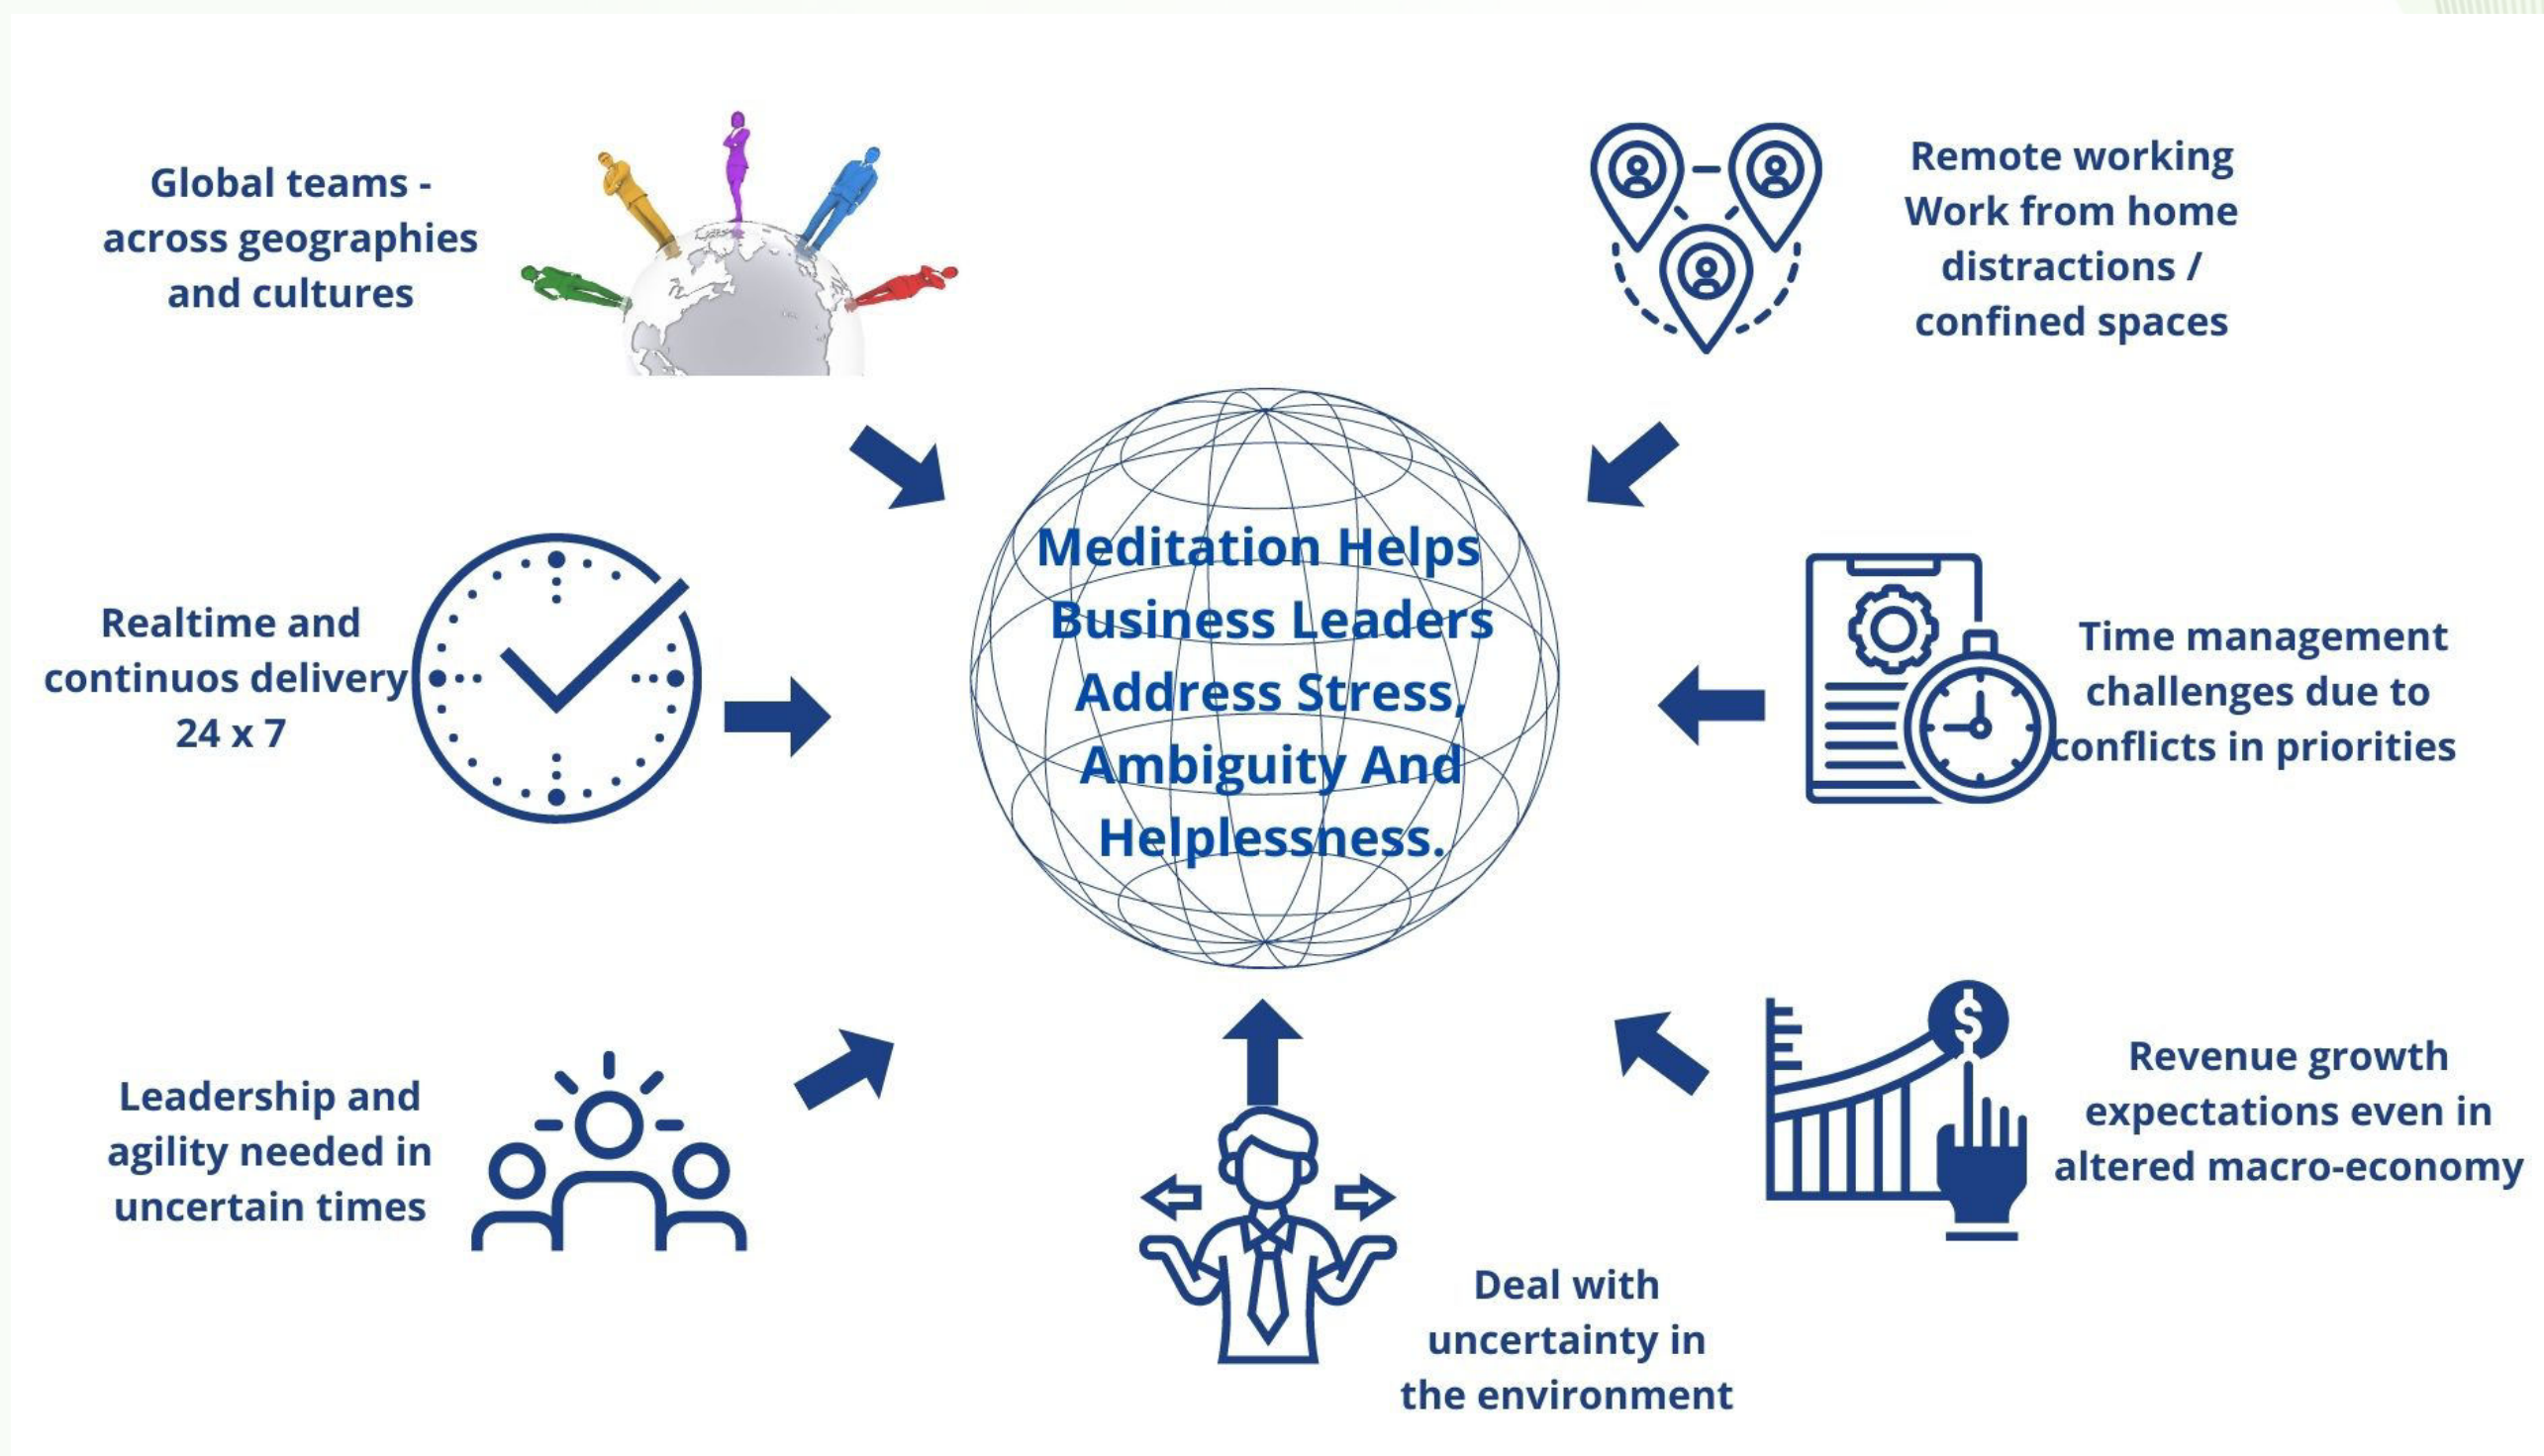 Global teams -
across geographies
and cultures
Remote working
Work from home
distractions /
confined spaces
Meditation Helps
Business Leaders
Address Stress,
Ambiguity And
Helplessness.
Realtime and
continuos delivery
24 x 7
Time management
challenges due to
conflicts in priorities
Leadership and
agility needed in
uncertain times
Deal with
uncertainty in
the environment
$
Revenue growth
expectations even in
altered macro-economy